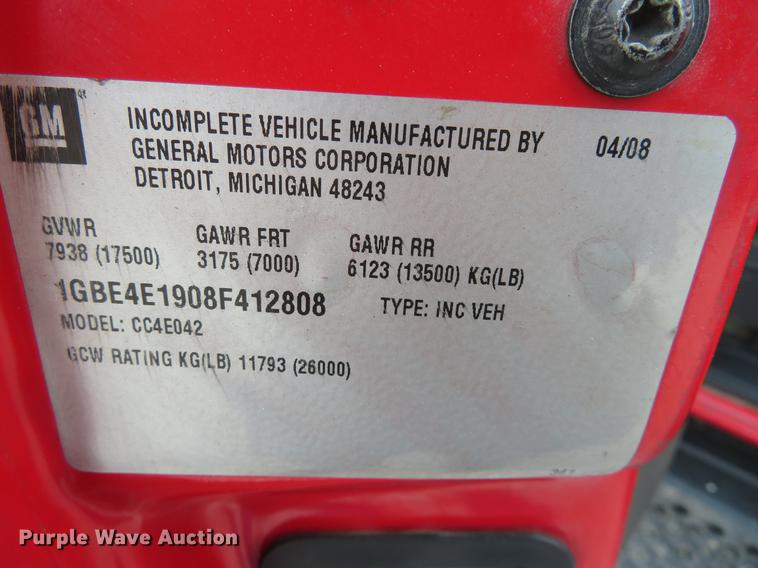 GM
INCOMPLETE VEHICLE MANUFACTURED BY 04/08
GENERAL MOTORS CORPORATION
DETROIT, MICHIGAN 48243
GVWR GAWR FRT GAWR RR
7938 (17500) 3175 (7000) 6123 (13500) KG(LB)
1GBE4E1908F412808 TYPE: INC VEH
MODEL: CC4E042
GCW RATING KG(LB) 11793 (26000)
Purple Wave Auction